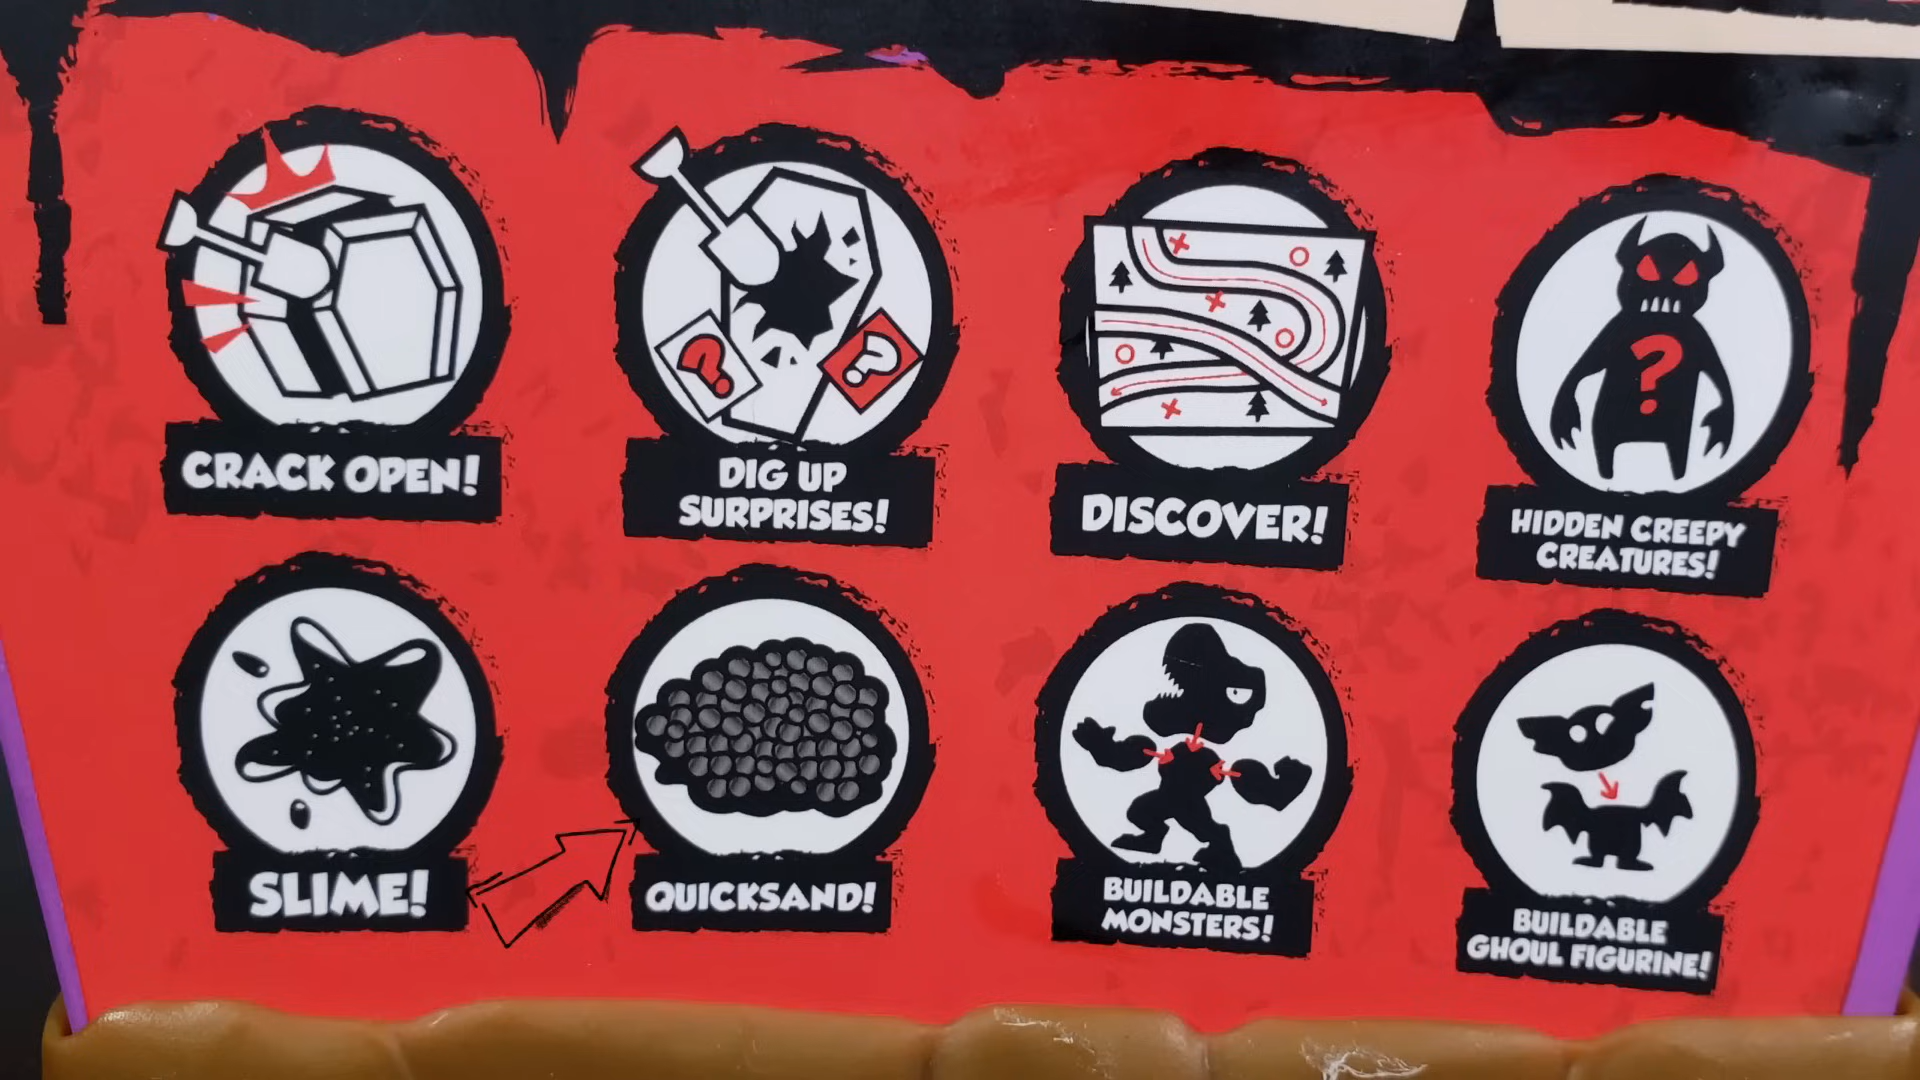 CRACK OPEN!
DIG UP
SURPRISES!
DISCOVER!
HIDDEN CREEPY
CREATURES!
SLIME!
QUICKSAND!
BUILDABLE
MONSTERS!
BUILDABLE
GHOUL FIGURINE!